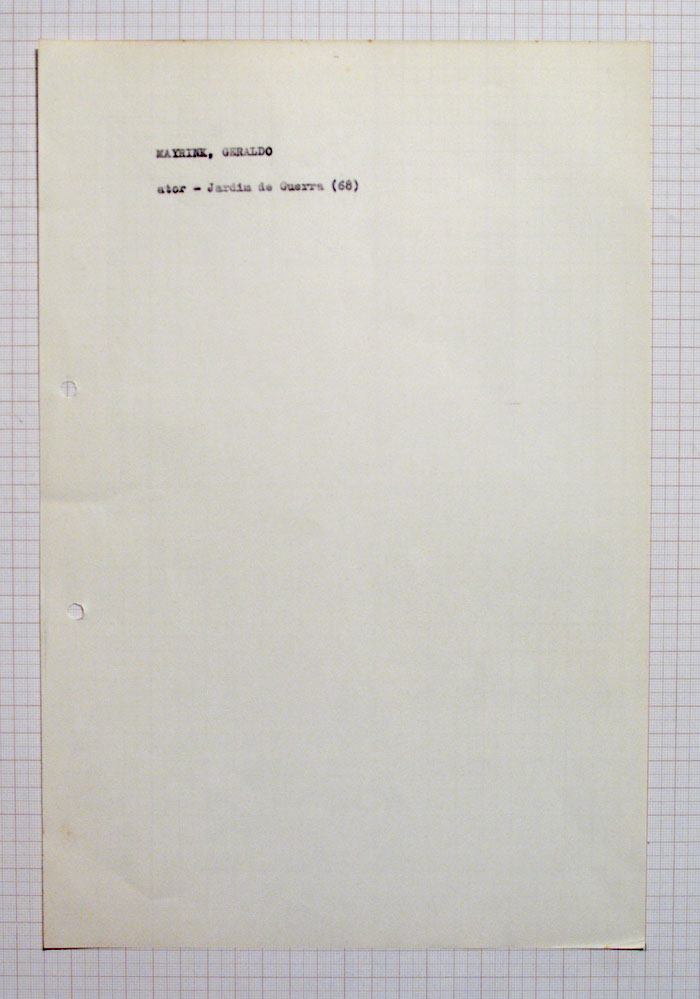 MAYRINK, GERALDO
ator - Jardim de Guerra (68)